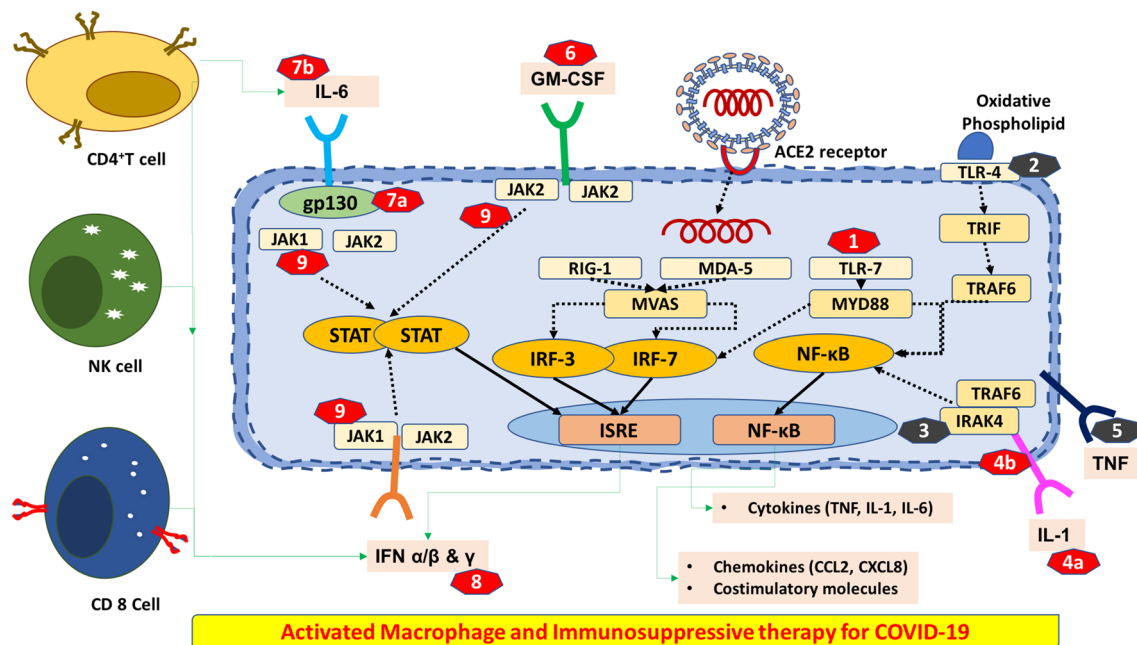 7b
IL-6
6
GM-CSF
Oxidative
Phospholipid
CD4⁺T cell
ACE2 receptor
TLR-4
2
gp130
7a
JAK2
JAK2
9
TRIF
JAK1
JAK2
9
1
RIG-1
MDA-5
TLR-7
TRAF6
MVAS
MYD88
STAT
STAT
IRF-3
IRF-7
NF-κB
NK cell
TRAF6
IRAK4
3
9
JAK1
JAK2
ISRE
NF-κB
5
TNF
4b
• Cytokines (TNF, IL-1, IL-6)
IL-1
4a
IFN α/β & γ
8
• Chemokines (CCL2, CXCL8)
• Costimulatory molecules
CD 8 Cell
Activated Macrophage and Immunosuppressive therapy for COVID-19